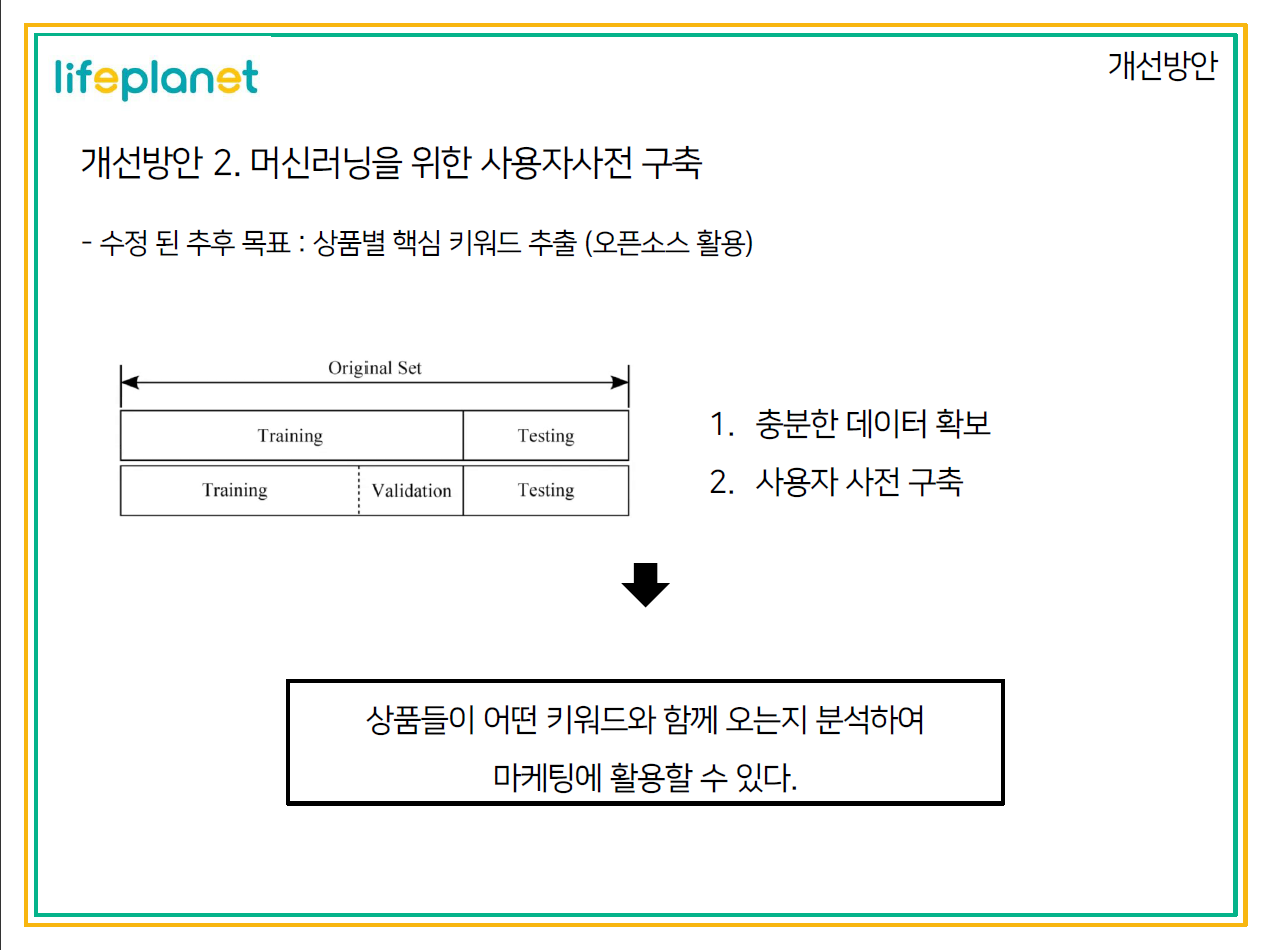 lifeplanet
개선방안
개선방안 2. 머신러닝을 위한 사용자사전 구축
- 수정 된 추후 목표 : 상품별 핵심 키워드 추출 (오픈소스 활용)
Original Set
Training Testing
Training Validation Testing
1. 충분한 데이터 확보
2. 사용자 사전 구축
상품들이 어떤 키워드와 함께 오는지 분석하여
마케팅에 활용할 수 있다.